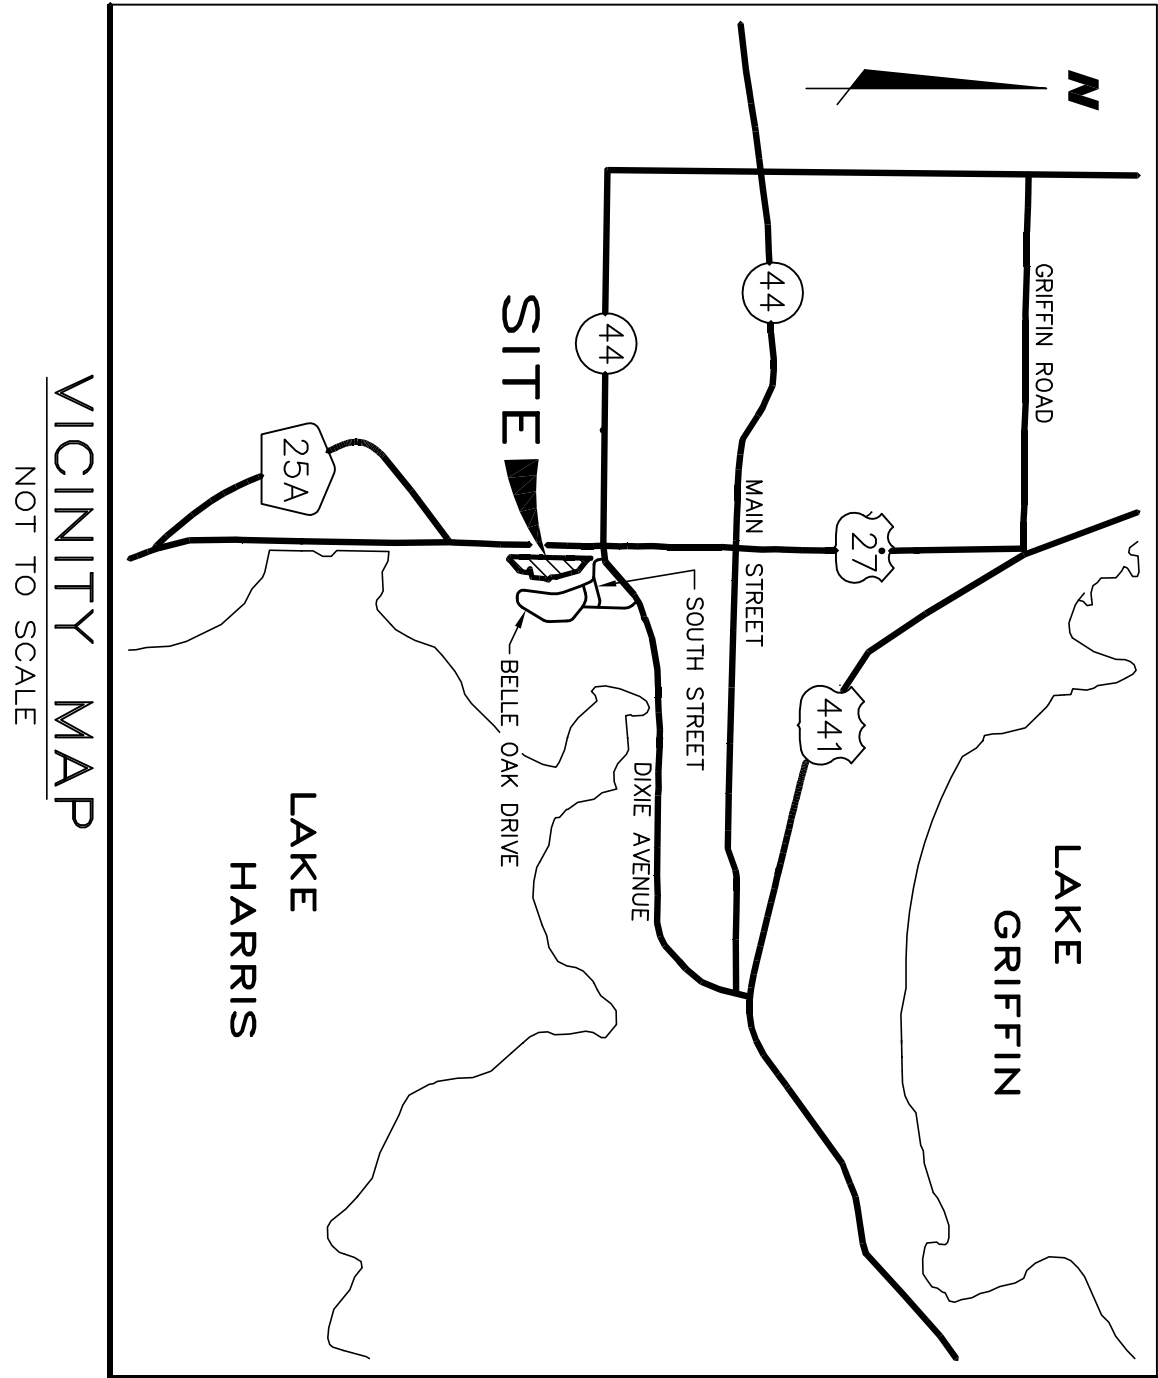 N
GRIFFIN ROAD
LAKE
GRIFFIN
441
27
44
MAIN STREET
SOUTH STREET
44
DIXIE AVENUE
SITE
BELLE OAK DRIVE
25A
LAKE
HARRIS
VICINITY MAP
NOT TO SCALE